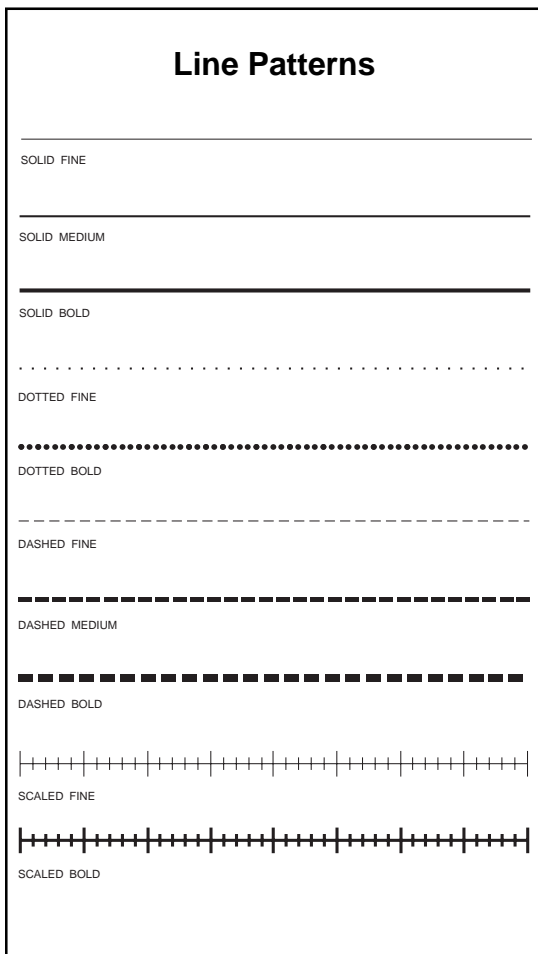 Line Patterns
SOLID FINE
SOLID MEDIUM
SOLID BOLD
DOTTED FINE
DOTTED BOLD
DASHED FINE
DASHED MEDIUM
DASHED BOLD
SCALED FINE
SCALED BOLD